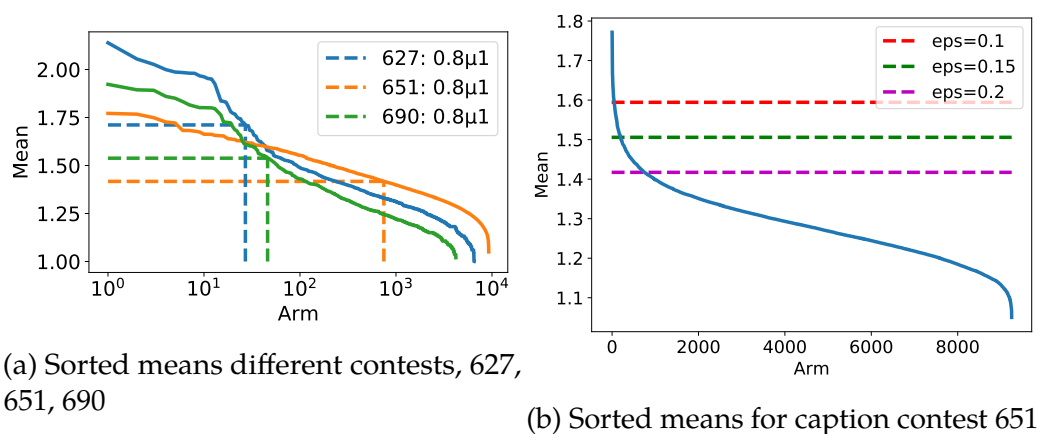 2.00
1.75
1.50
1.25
1.00
Mean
627: 0.8µ1
651: 0.8µ1
690: 0.8µ1
10⁰ 10¹ 10² 10³ 10⁴
Arm
(a) Sorted means different contests, 627,
651, 690
1.8
1.7
1.6
1.5
1.4
1.3
1.2
1.1
Mean
eps=0.1
eps=0.15
eps=0.2
0 2000 4000 6000 8000
Arm
(b) Sorted means for caption contest 651